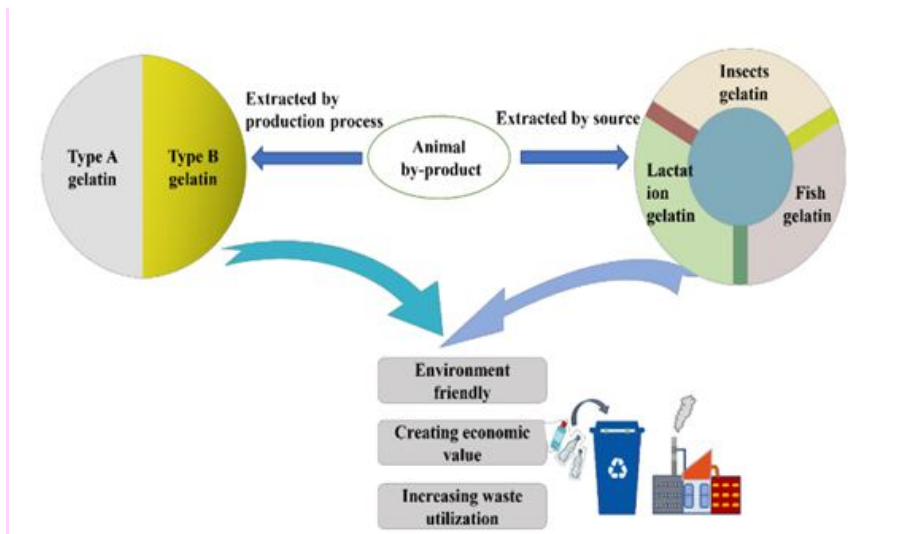 Extracted by
production process
Type A
gelatin
Type B
gelatin
Animal
by-product
Extracted by source
Insects
gelatin
Lactat
ion
gelatin
Fish
gelatin
Environment
friendly
Creating economic
value
Increasing waste
utilization